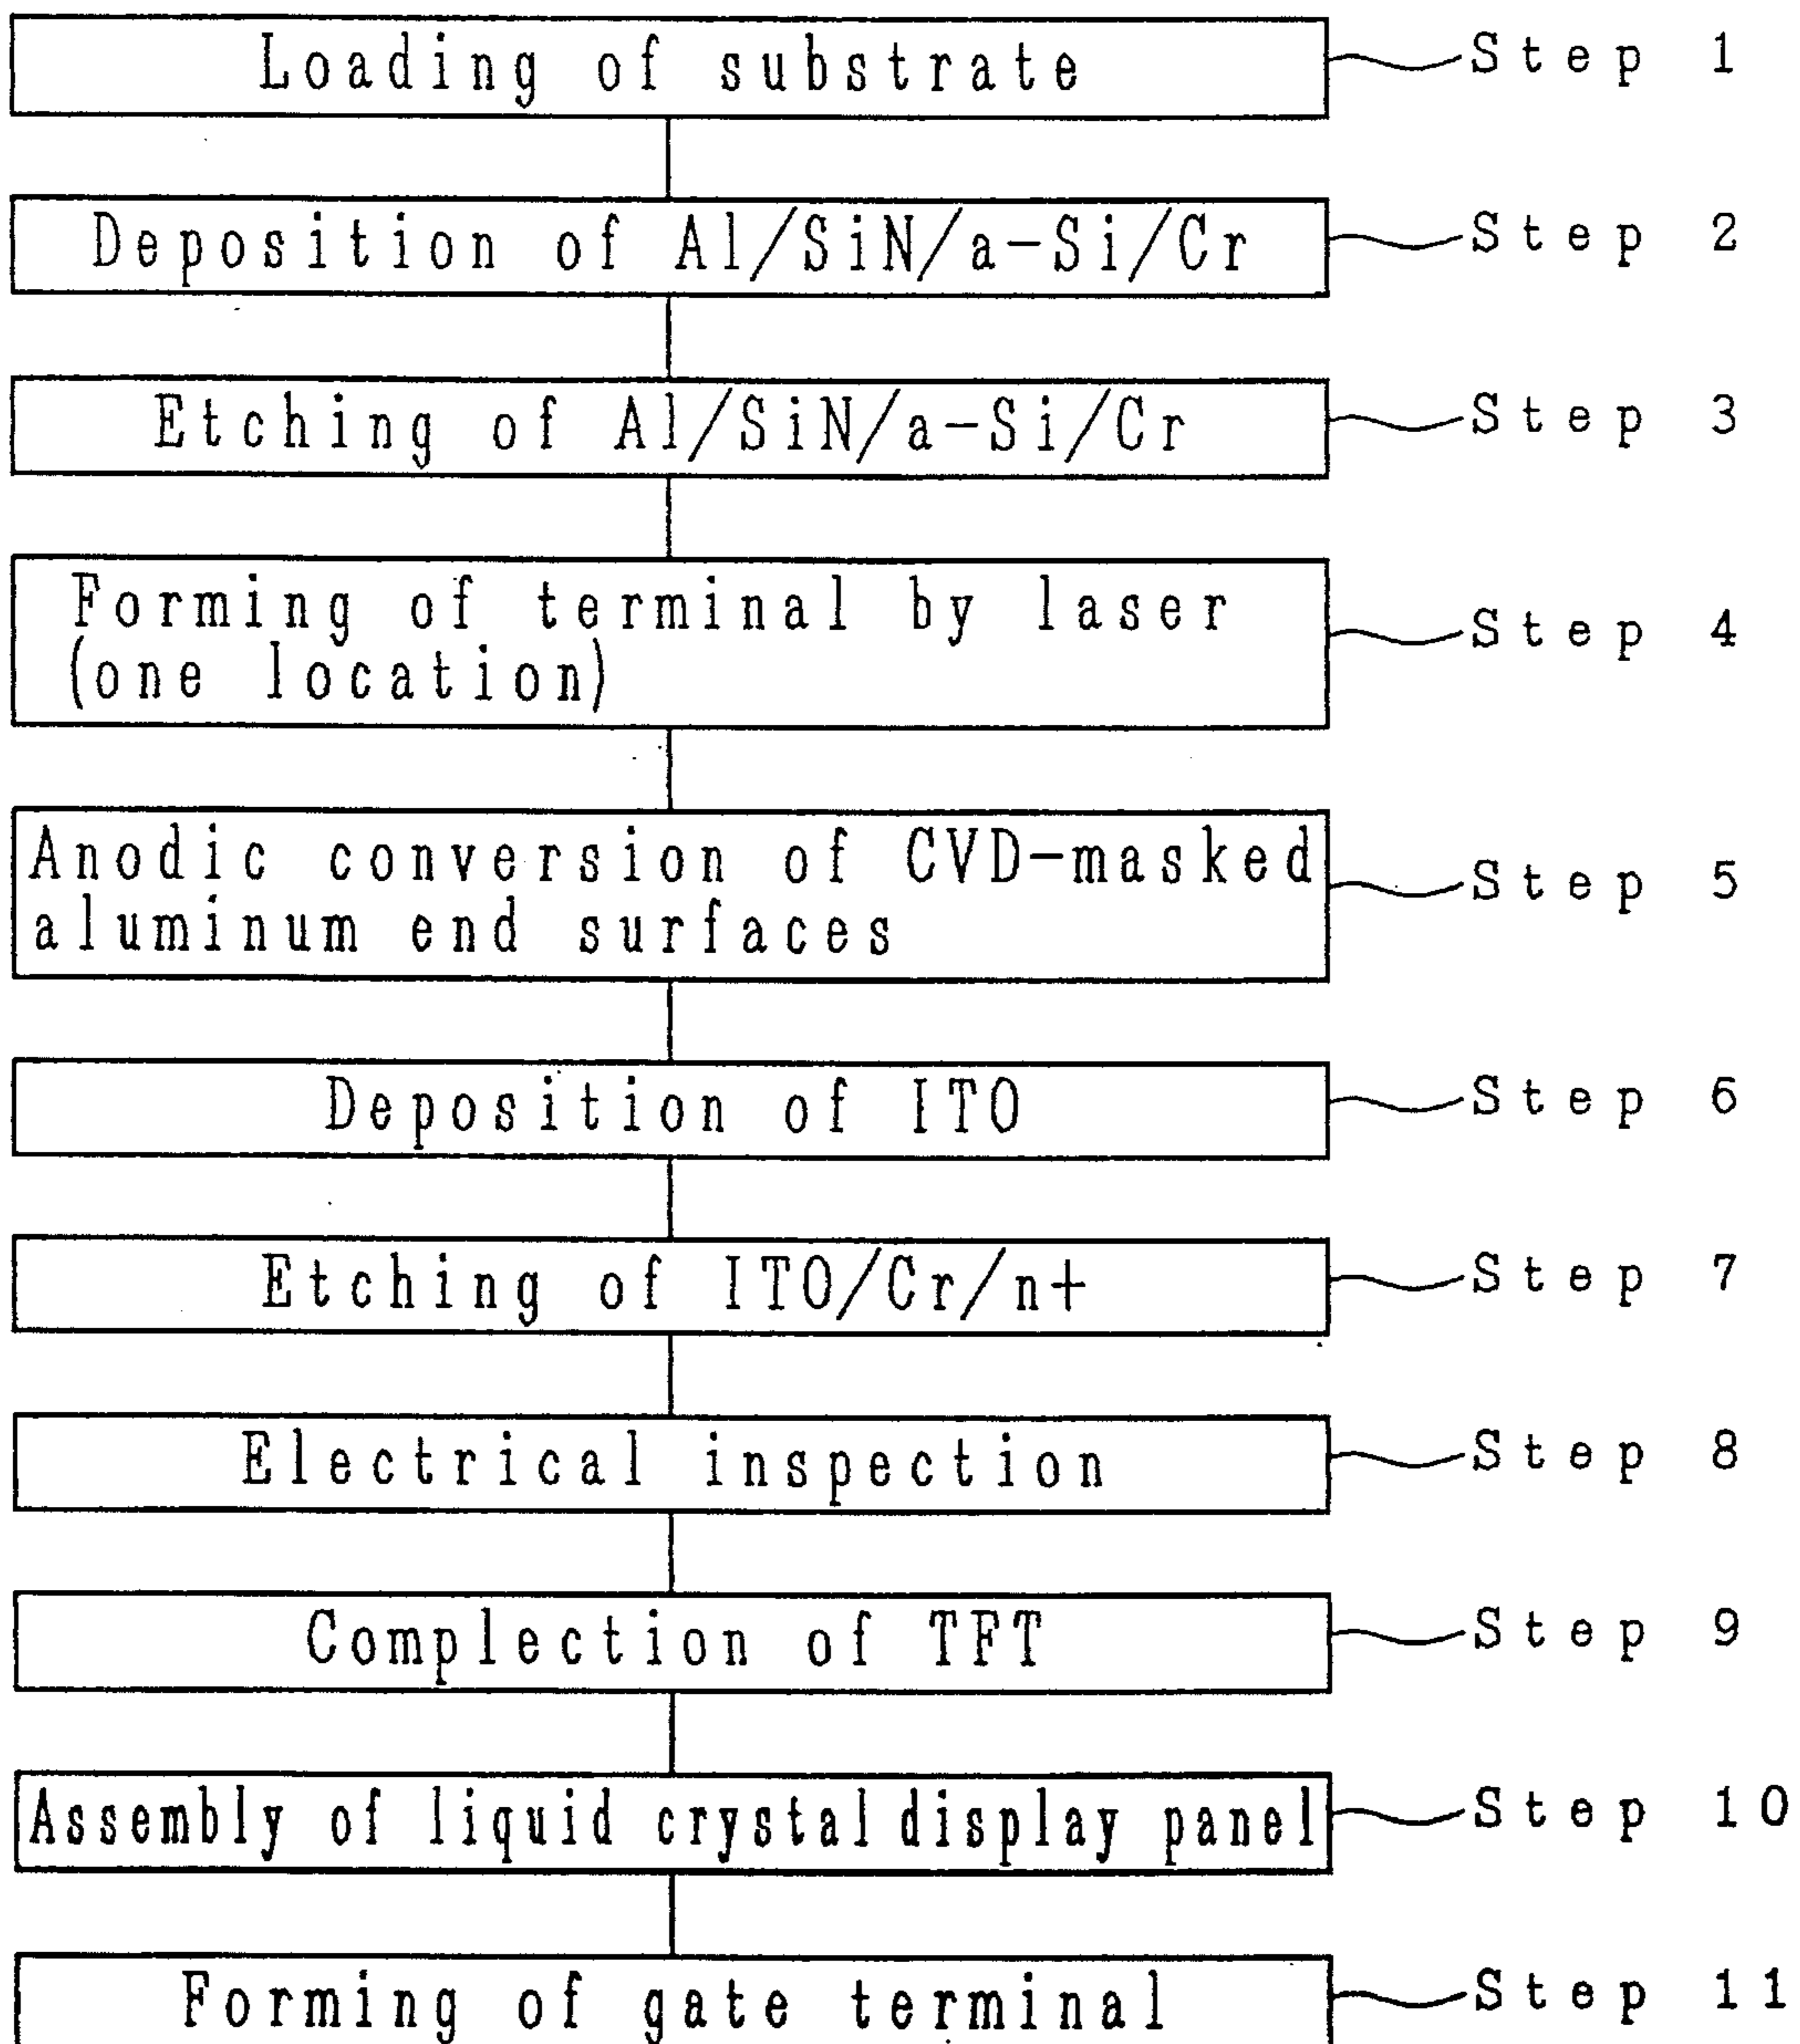 Loading of substrate Step 1
Deposition of Al/SiN/a-Si/Cr Step 2
Etching of Al/SiN/a-Si/Cr Step 3
Forming of terminal by laser
(one location) Step 4
Anodic conversion of CVD-masked
aluminum end surfaces Step 5
Deposition of ITO Step 6
Etching of ITO/Cr/n+ Step 7
Electrical inspection Step 8
Complection of TFT Step 9
Assembly of liquid crystal display panel Step 10
Forming of gate terminal Step 11